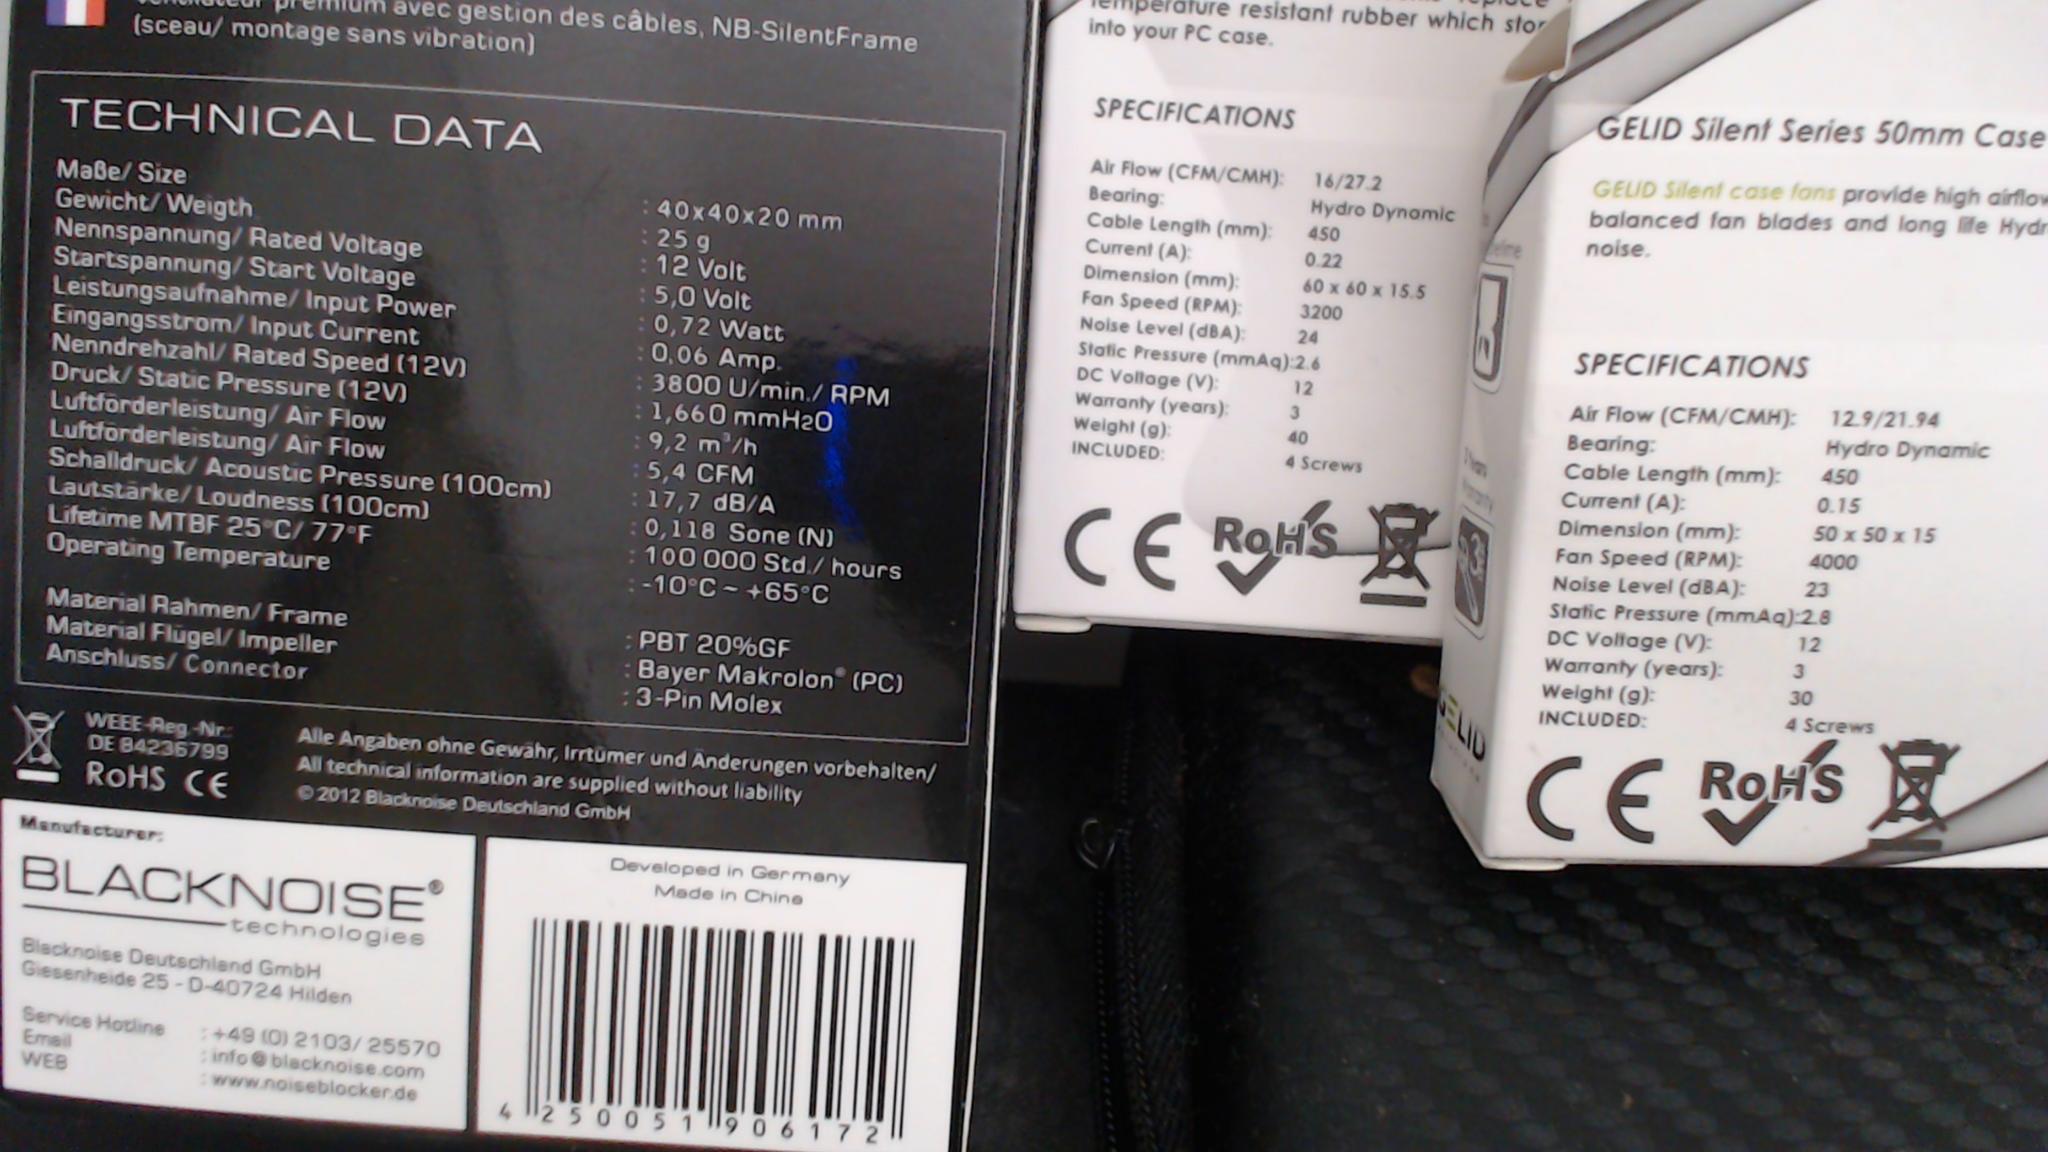 premium avec gestion des câbles, NB-SilentFrame
(sceau/ montage sans vibration)
TECHNICAL DATA
Maße/ Size : 40x40x20 mm
Gewicht/ Weigth : 25 g
Nennspannung/ Rated Voltage : 12 Volt
Startspannung/ Start Voltage : 5,0 Volt
Leistungsaufnahme/ Input Power : 0,72 Watt
Eingangsstrom/ Input Current : 0,06 Amp.
Nenndrehzahl/ Rated Speed (12V) : 3800 U/min./ RPM
Druck/ Static Pressure (12V) : 1,660 mmH2O
Luftförderleistung/ Air Flow : 9,2 m³/h
Luftförderleistung/ Air Flow : 5,4 CFM
Schalldruck/ Acoustic Pressure (100cm) : 17,7 dB/A
Lautstärke/ Loudness (100cm) : 0,118 Sone (N)
Lifetime MTBF 25°C/ 77°F : 100 000 Std./ hours
Operating Temperature : -10°C ~ +65°C
Material Rahmen/ Frame : PBT 20%GF
Material Flügel/ Impeller : Bayer Makrolon® (PC)
Anschluss/ Connector : 3-Pin Molex
WEEE-Reg.-Nr.:
DE 84236799
RoHS CE
Alle Angaben ohne Gewähr, Irrtümer und Änderungen vorbehalten/
All technical information are supplied without liability
© 2012 Blacknoise Deutschland GmbH
Manufacturer:
BLACKNOISE®
technologies
Blacknoise Deutschland GmbH
Giesenheide 25 - D-40724 Hilden
Service Hotline : +49 (0) 2103/ 25570
Email : info@blacknoise.com
WEB : www.noiseblocker.de
Developed in Germany
Made in China
4 250051 906172
temperature resistant rubber which
into your PC case.
SPECIFICATIONS
Air Flow (CFM/CMH): 16/27.2
Bearing: Hydro Dynamic
Cable Length (mm): 450
Current (A): 0.22
Dimension (mm): 60 x 60 x 15.5
Fan Speed (RPM): 3200
Noise Level (dBA): 24
Static Pressure (mmAq):2.6
DC Voltage (V): 12
Warranty (years): 3
Weight (g): 40
INCLUDED: 4 Screws
CE RoHS
GELID Silent Series 50mm Case
GELID Silent case fans provide high airflow
balanced fan blades and long life
noise.
SPECIFICATIONS
Air Flow (CFM/CMH): 12.9/21.94
Bearing: Hydro Dynamic
Cable Length (mm): 450
Current (A): 0.15
Dimension (mm): 50 x 50 x 15
Fan Speed (RPM): 4000
Noise Level (dBA): 23
Static Pressure (mmAq):2.8
DC Voltage (V): 12
Warranty (years): 3
Weight (g): 30
INCLUDED: 4 Screws
CE RoHS
GELID